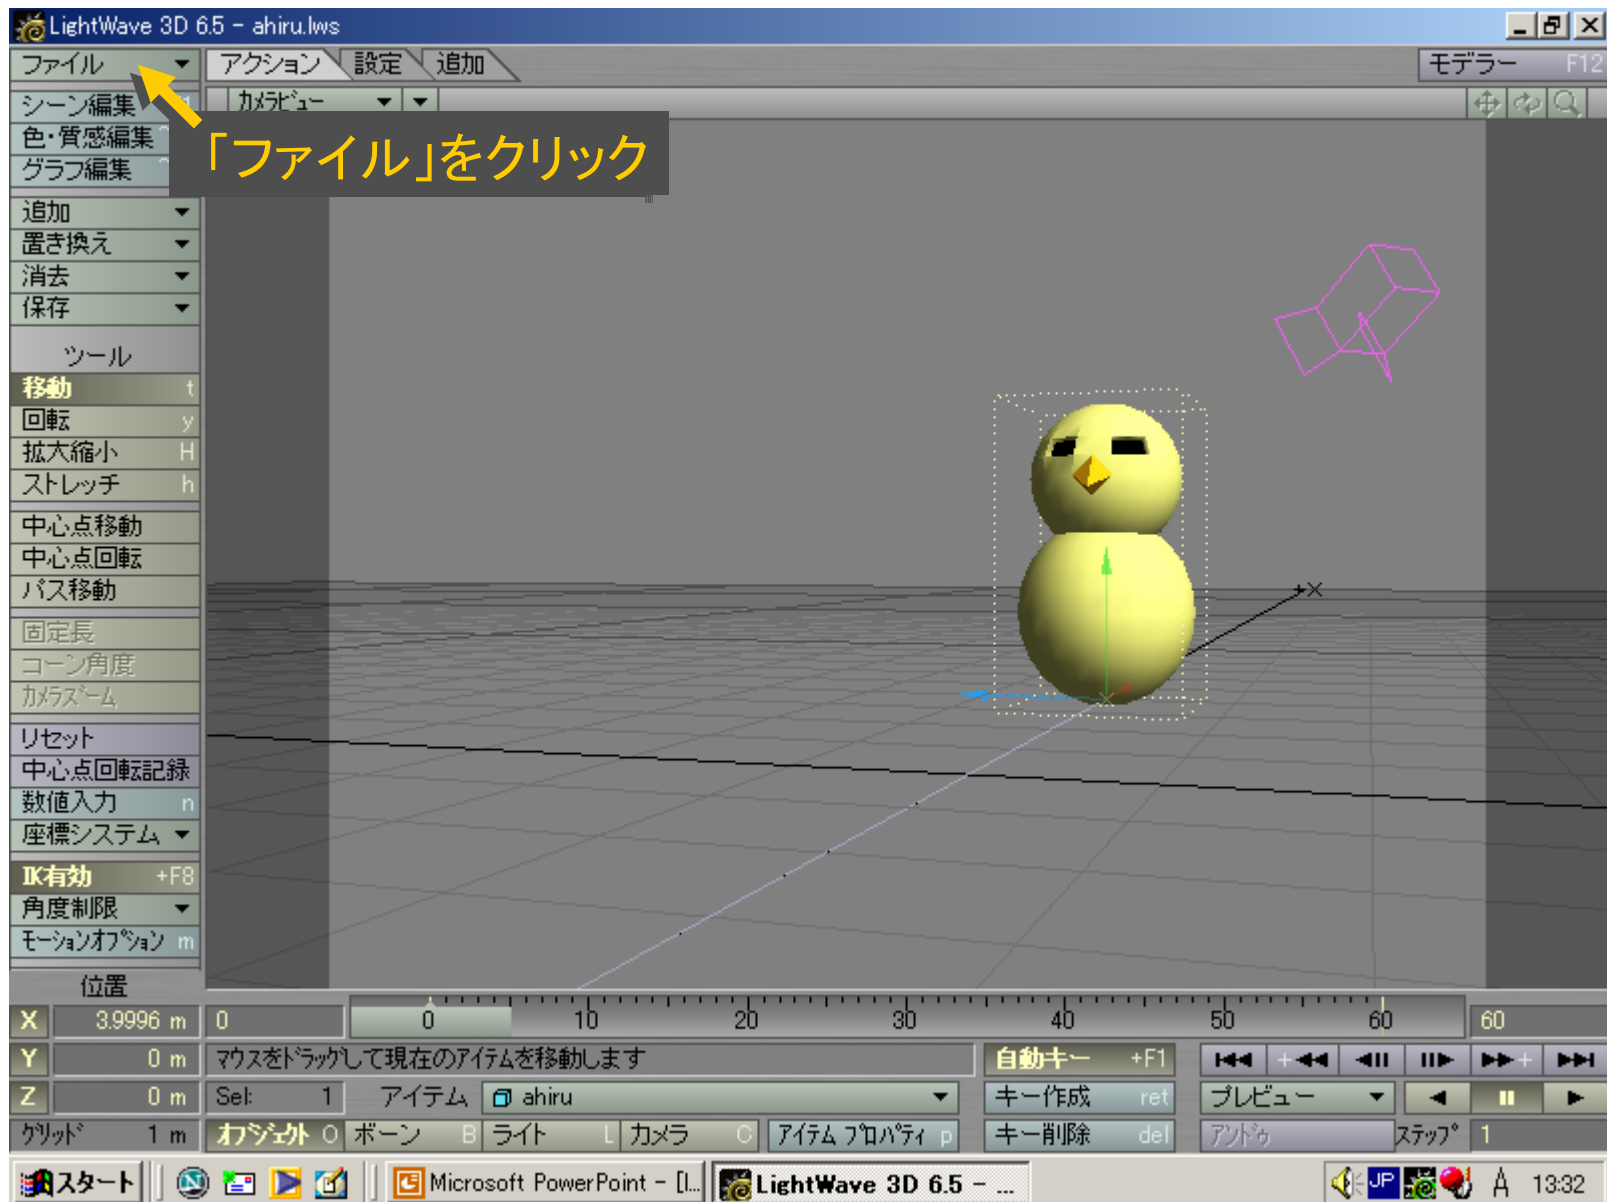 LightWave 3D 6.5 - ahiru.lws
ファイル
アクション 設定 追加
モデラー F12
シーン編集
カメラビュー
色・質感編集
「ファイル」をクリック
グラフ編集
追加
置き換え
消去
保存
ツール
移動 t
回転 y
拡大縮小 H
ストレッチ h
中心点移動
中心点回転
パス移動
固定長
コーン角度
カメラズーム
リセット
中心点回転記録
数値入力 n
座標システム
IK有効 +F8
角度制限
モーションオプション m
位置
X 3.9996 m 0 0 10 20 30 40 50 60 60
Y 0 m マウスをドラッグして現在のアイテムを移動します 自動キー +F1
Z 0 m Sel: 1 アイテム ahiru キー作成 ret プレビュー
グリッド 1 m オブジェクト O ボーン B ライト L カメラ C アイテム プロパティ p キー削除 del アンドゥ ステップ 1
スタート Microsoft PowerPoint - [l... LightWave 3D 6.5 - ... JP A 13:32